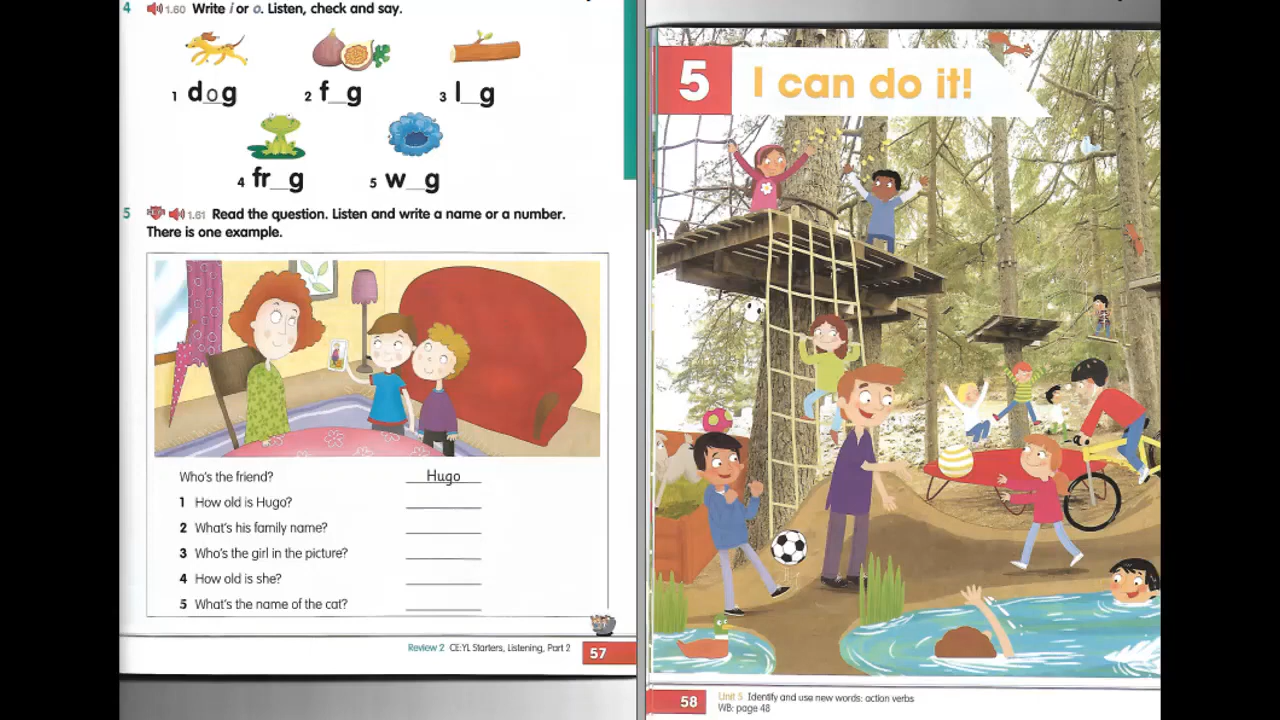 4 1.60 Write i or o. Listen, check and say.
1 dog 2 f_g 3 l_g
4 fr_g 5 w_g
5 1.61 Read the question. Listen and write a name or a number.
There is one example.
Who's the friend? Hugo
1 How old is Hugo?
2 What's his family name?
3 Who's the girl in the picture?
4 How old is she?
5 What's the name of the cat?
Review 2 CE:YL Starters, Listening, Part 2 57
5 I can do it!
58 Unit 5 Identify and use new words: action verbs
WB: page 48